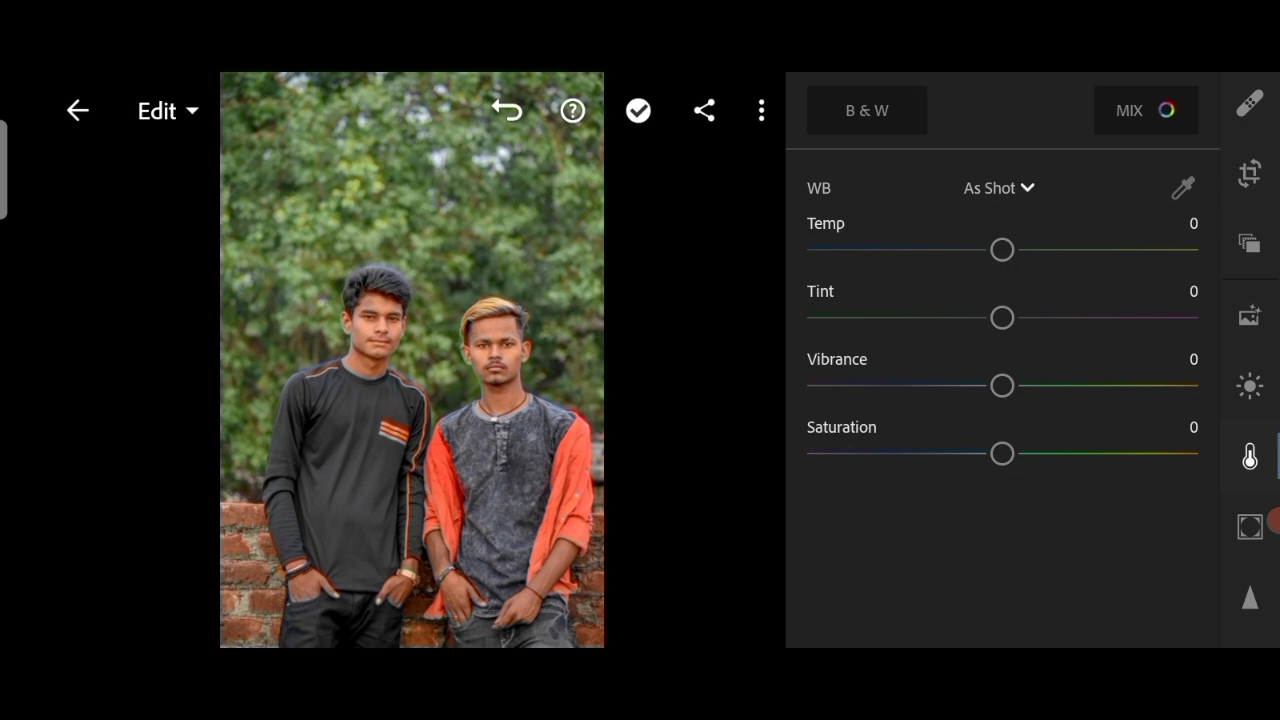 Edit
B & W
MIX
WB
As Shot
Temp
0
Tint
0
Vibrance
0
Saturation
0